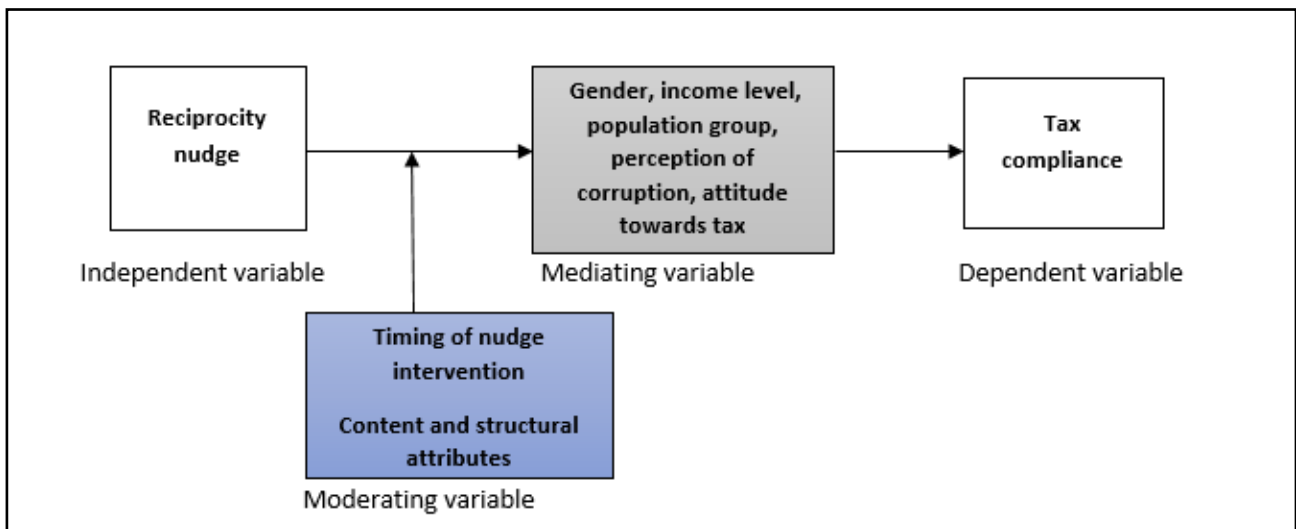 Reciprocity
nudge
Independent variable
Gender, income level,
population group,
perception of
corruption, attitude
towards tax
Mediating variable
Tax
compliance
Dependent variable
Timing of nudge
intervention
Content and structural
attributes
Moderating variable